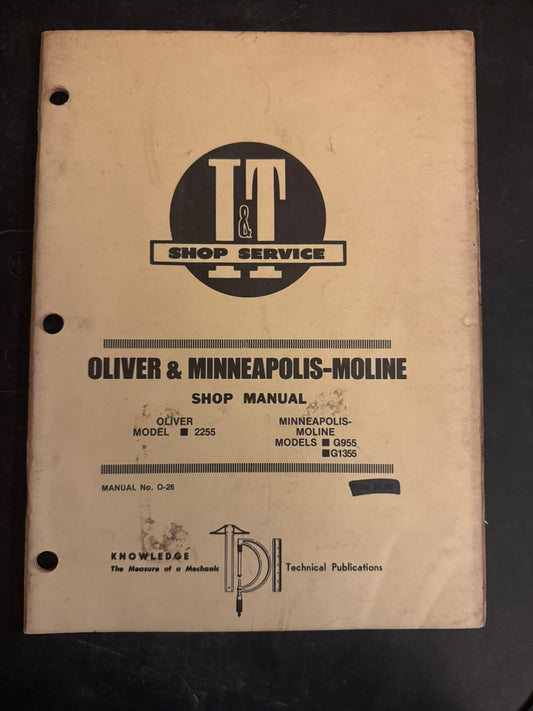 I&T
SHOP SERVICE
OLIVER & MINNEAPOLIS-MOLINE
SHOP MANUAL
OLIVER
MODEL ■ 2255
MINNEAPOLIS-
MOLINE
MODELS ■ G955
■G1355
MANUAL No. O-26
KNOWLEDGE
The Measure of a Mechanic
Technical Publications